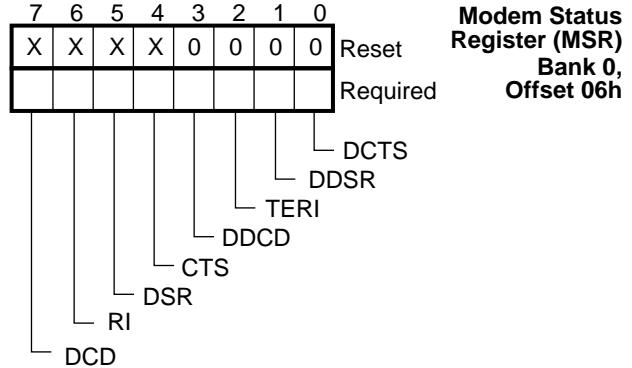 7 6 5 4 3 2 1 0
X X X X 0 0 0 0 Reset
Required
Modem Status
Register (MSR)
Bank 0,
Offset 06h
DCTS
DDSR
TERI
DDCD
CTS
DSR
RI
DCD